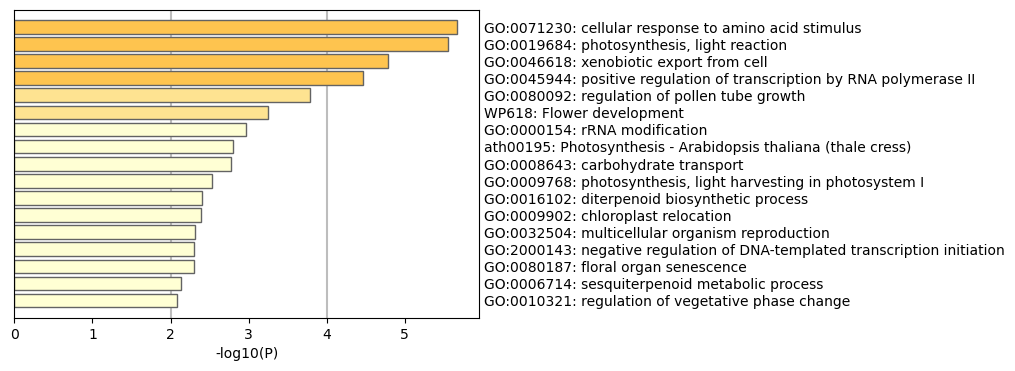 GO:0071230: cellular response to amino acid stimulus
GO:0019684: photosynthesis, light reaction
GO:0046618: xenobiotic export from cell
GO:0045944: positive regulation of transcription by RNA polymerase II
GO:0080092: regulation of pollen tube growth
WP618: Flower development
GO:0000154: rRNA modification
ath00195: Photosynthesis - Arabidopsis thaliana (thale cress)
GO:0008643: carbohydrate transport
GO:0009768: photosynthesis, light harvesting in photosystem I
GO:0016102: diterpenoid biosynthetic process
GO:0009902: chloroplast relocation
GO:0032504: multicellular organism reproduction
GO:2000143: negative regulation of DNA-templated transcription initiation
GO:0080187: floral organ senescence
GO:0006714: sesquiterpenoid metabolic process
GO:0010321: regulation of vegetative phase change
0 1 2 3 4 5
-log10(P)